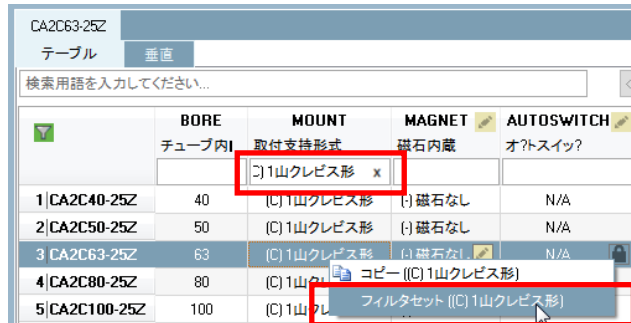 CA2C63-25Z
テーブル 垂直
検索用語を入力してください...
BORE MOUNT MAGNET AUTOSWITCH
チューブ内 取付支持形式 磁石内蔵 オ?トスイッ?
C)1山クレビス形 x
1 CA2C40-25Z 40 (C)1山クレビス形 (-)磁石なし N/A
2 CA2C50-25Z 50 (C)1山クレビス形 (-)磁石なし N/A
3 CA2C63-25Z 63 (C)1山クレビス形 (-)磁石なし N/A
コピー((C)1山クレビス形)
4 CA2C80-25Z 80 (C)1山
フィルタセット((C)1山クレビス形)
5 CA2C100-25Z 100 (C)1山クレ